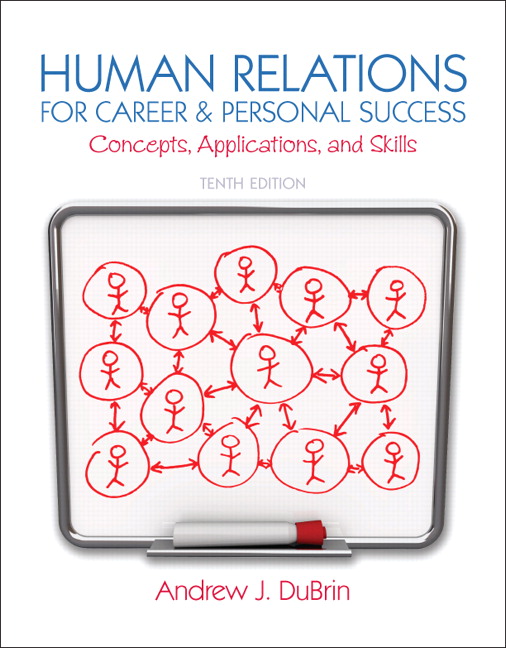 HUMAN RELATIONS
FOR CAREER & PERSONAL SUCCESS
Concepts, Applications, and Skills
TENTH EDITION
Andrew J. DuBrin